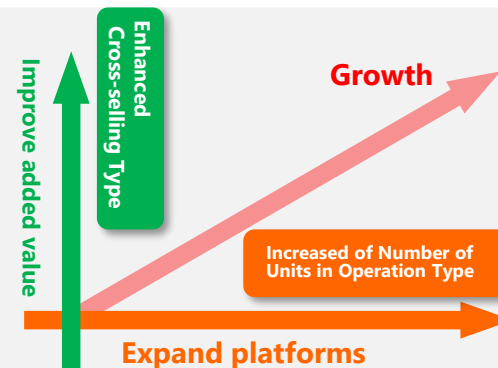 Improve added value
Enhanced
Cross-selling Type
Growth
Increased of Number of
Units in Operation Type
Expand platforms